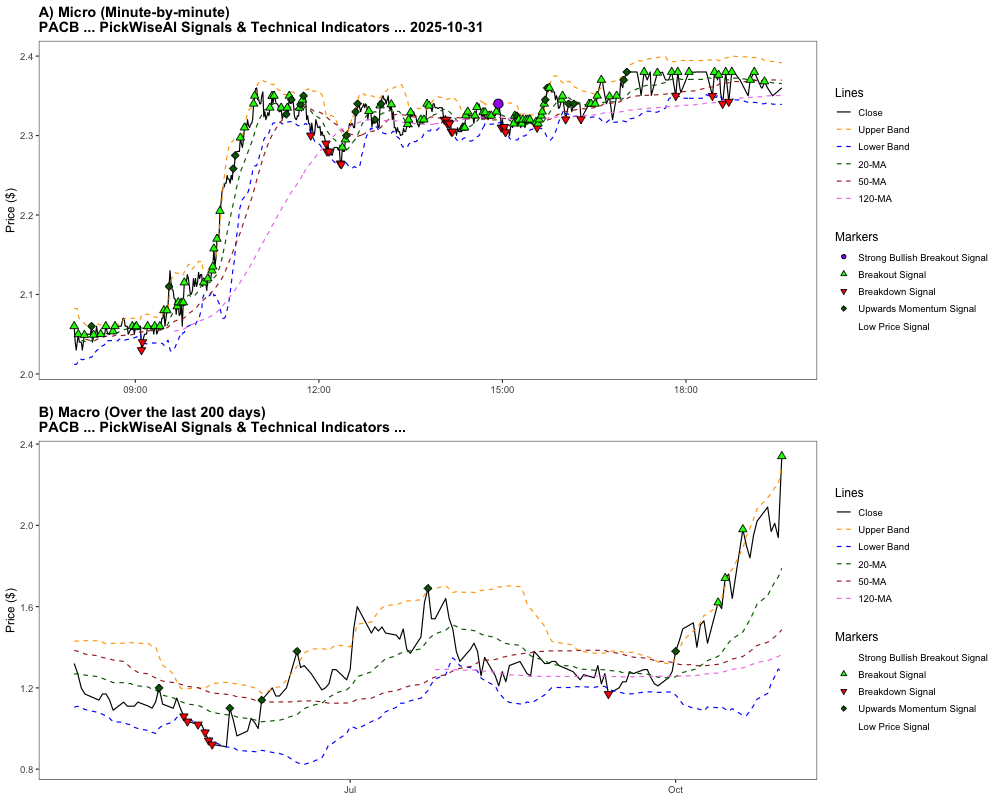 A) Micro (Minute-by-minute)
PACB ... PickWiseAI Signals & Technical Indicators ... 2025-10-31
2.4
2.3
2.2
2.1
2.0
Price ($)
09:00
12:00
15:00
18:00
Lines
Close
Upper Band
Lower Band
20-MA
50-MA
120-MA
Markers
Strong Bullish Breakout Signal
Breakout Signal
Breakdown Signal
Upwards Momentum Signal
Low Price Signal
B) Macro (Over the last 200 days)
PACB ... PickWiseAI Signals & Technical Indicators ...
2.4
2.0
1.6
1.2
0.8
Price ($)
Jul
Oct
Lines
Close
Upper Band
Lower Band
20-MA
50-MA
120-MA
Markers
Strong Bullish Breakout Signal
Breakout Signal
Breakdown Signal
Upwards Momentum Signal
Low Price Signal